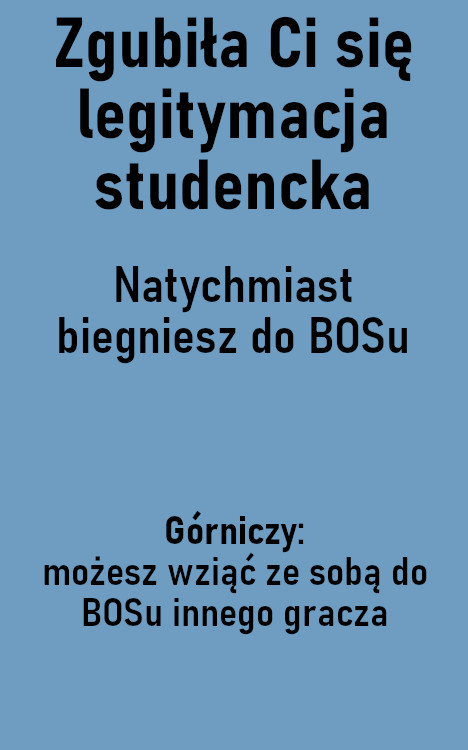 Zgubiła Ci się
legitymacja
studencka
Natychmiast
biegniesz do BOSu
Górniczy:
możesz wziąć ze sobą do
BOSu innego gracza